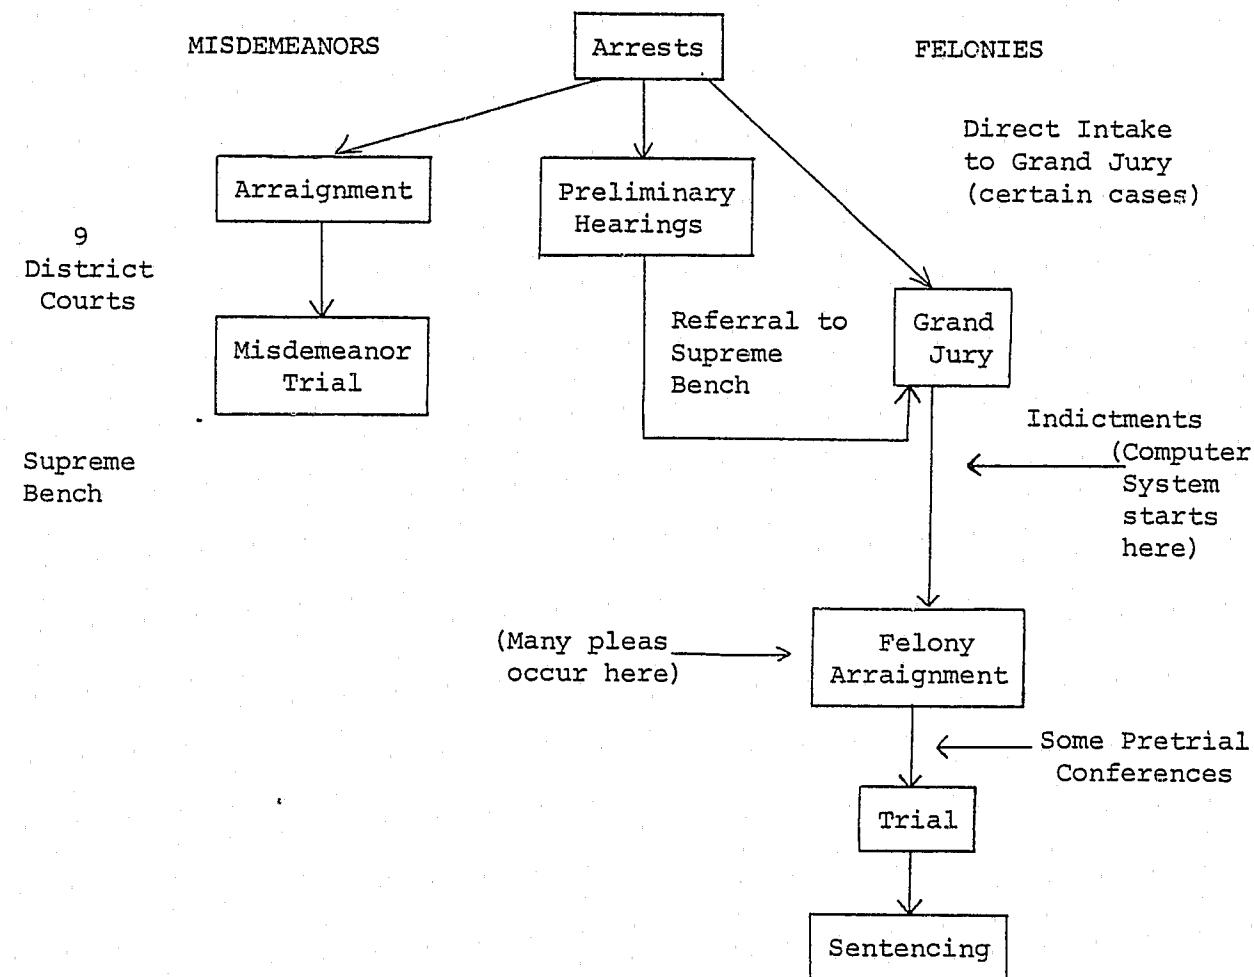 MISDEMEANORS
Arrests
FELONIES
Direct Intake
to Grand Jury
(certain cases)
Arraignment
Preliminary
Hearings
9
District
Courts
Misdemeanor
Trial
Referral to
Supreme
Bench
Grand
Jury
Supreme
Bench
Indictments
(Computer
System
starts
here)
(Many pleas
occur here)
Felony
Arraignment
Some Pretrial
Conferences
Trial
Sentencing